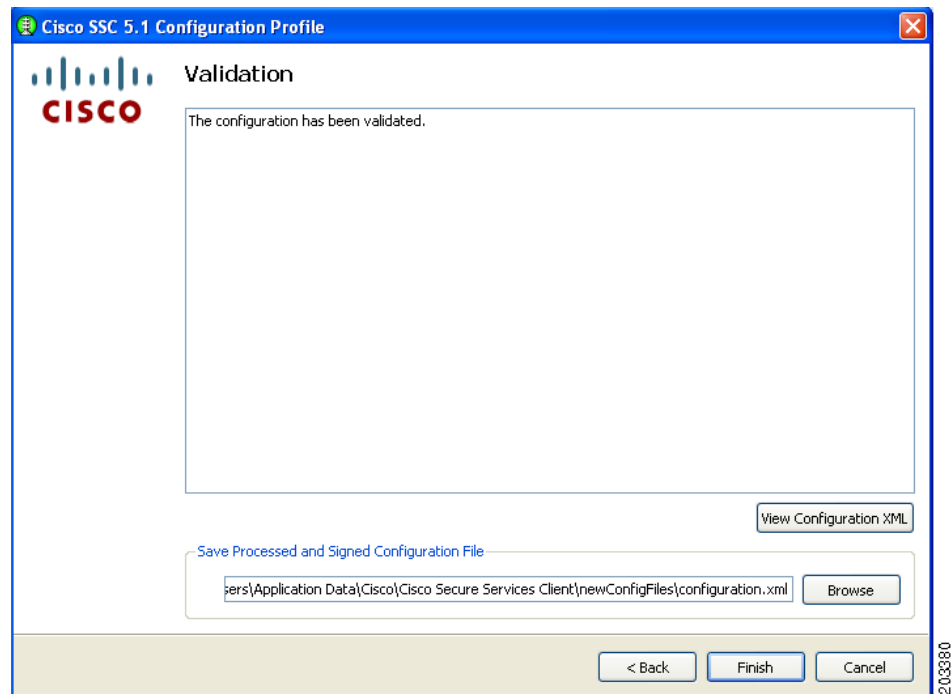 Cisco SSC 5.1 Configuration Profile
CISCO
Validation
The configuration has been validated.
View Configuration XML
Save Processed and Signed Configuration File
sers\Application Data\Cisco\Cisco Secure Services Client\newConfigFiles\configuration.xml
Browse
< Back
Finish
Cancel
203380